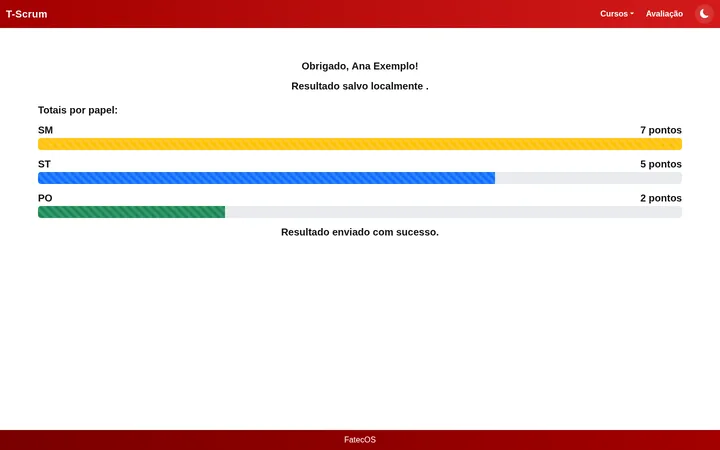 T-Scrum
Cursos
Avaliação
Obrigado, Ana Exemplo!
Resultado salvo localmente .
Totais por papel:
SM 7 pontos
ST 5 pontos
PO 2 pontos
Resultado enviado com sucesso.
FatecOS